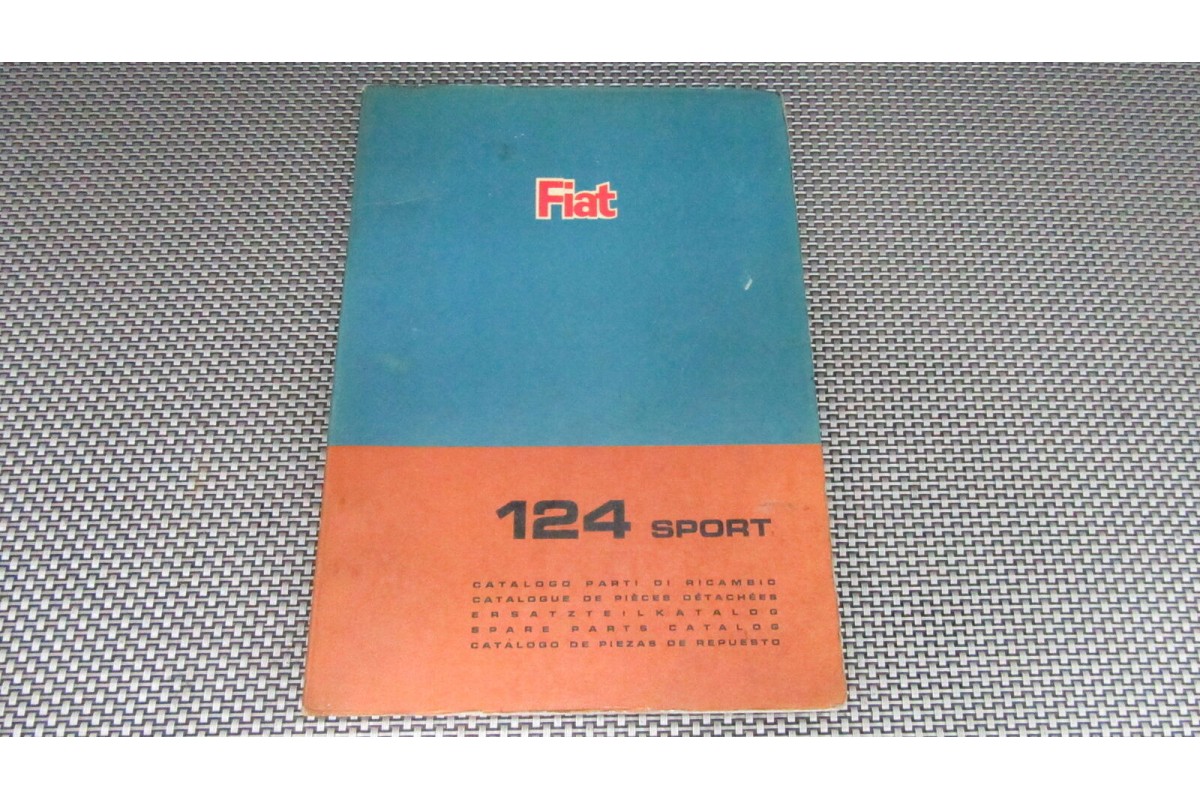 Fiat
124 SPORT
CATALOGO PARTI DI RICAMBIO
CATALOGUE DE PIÈCES DÉTACHÉES
ERSATZTEILKATALOG
SPARE PARTS CATALOG
CATÁLOGO DE PIEZAS DE REPUESTO